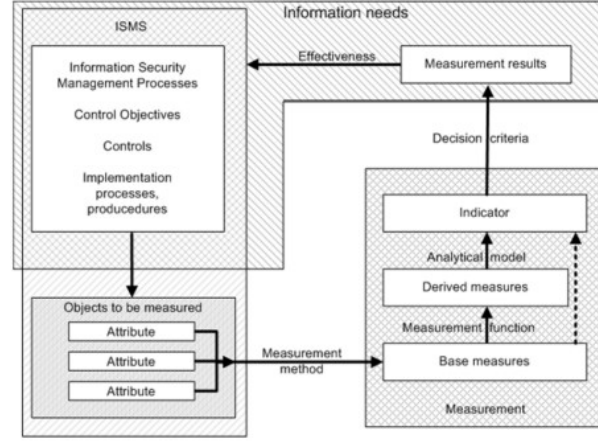 Information needs
ISMS
Information Security
Management Processes
Control Objectives
Controls
Implementation
processes,
producedures
Effectiveness
Measurement results
Decision criteria
Indicator
Analytical model
Derived measures
Measurement function
Base measures
Measurement
Objects to be measured
Attribute
Attribute
Attribute
Measurement
method